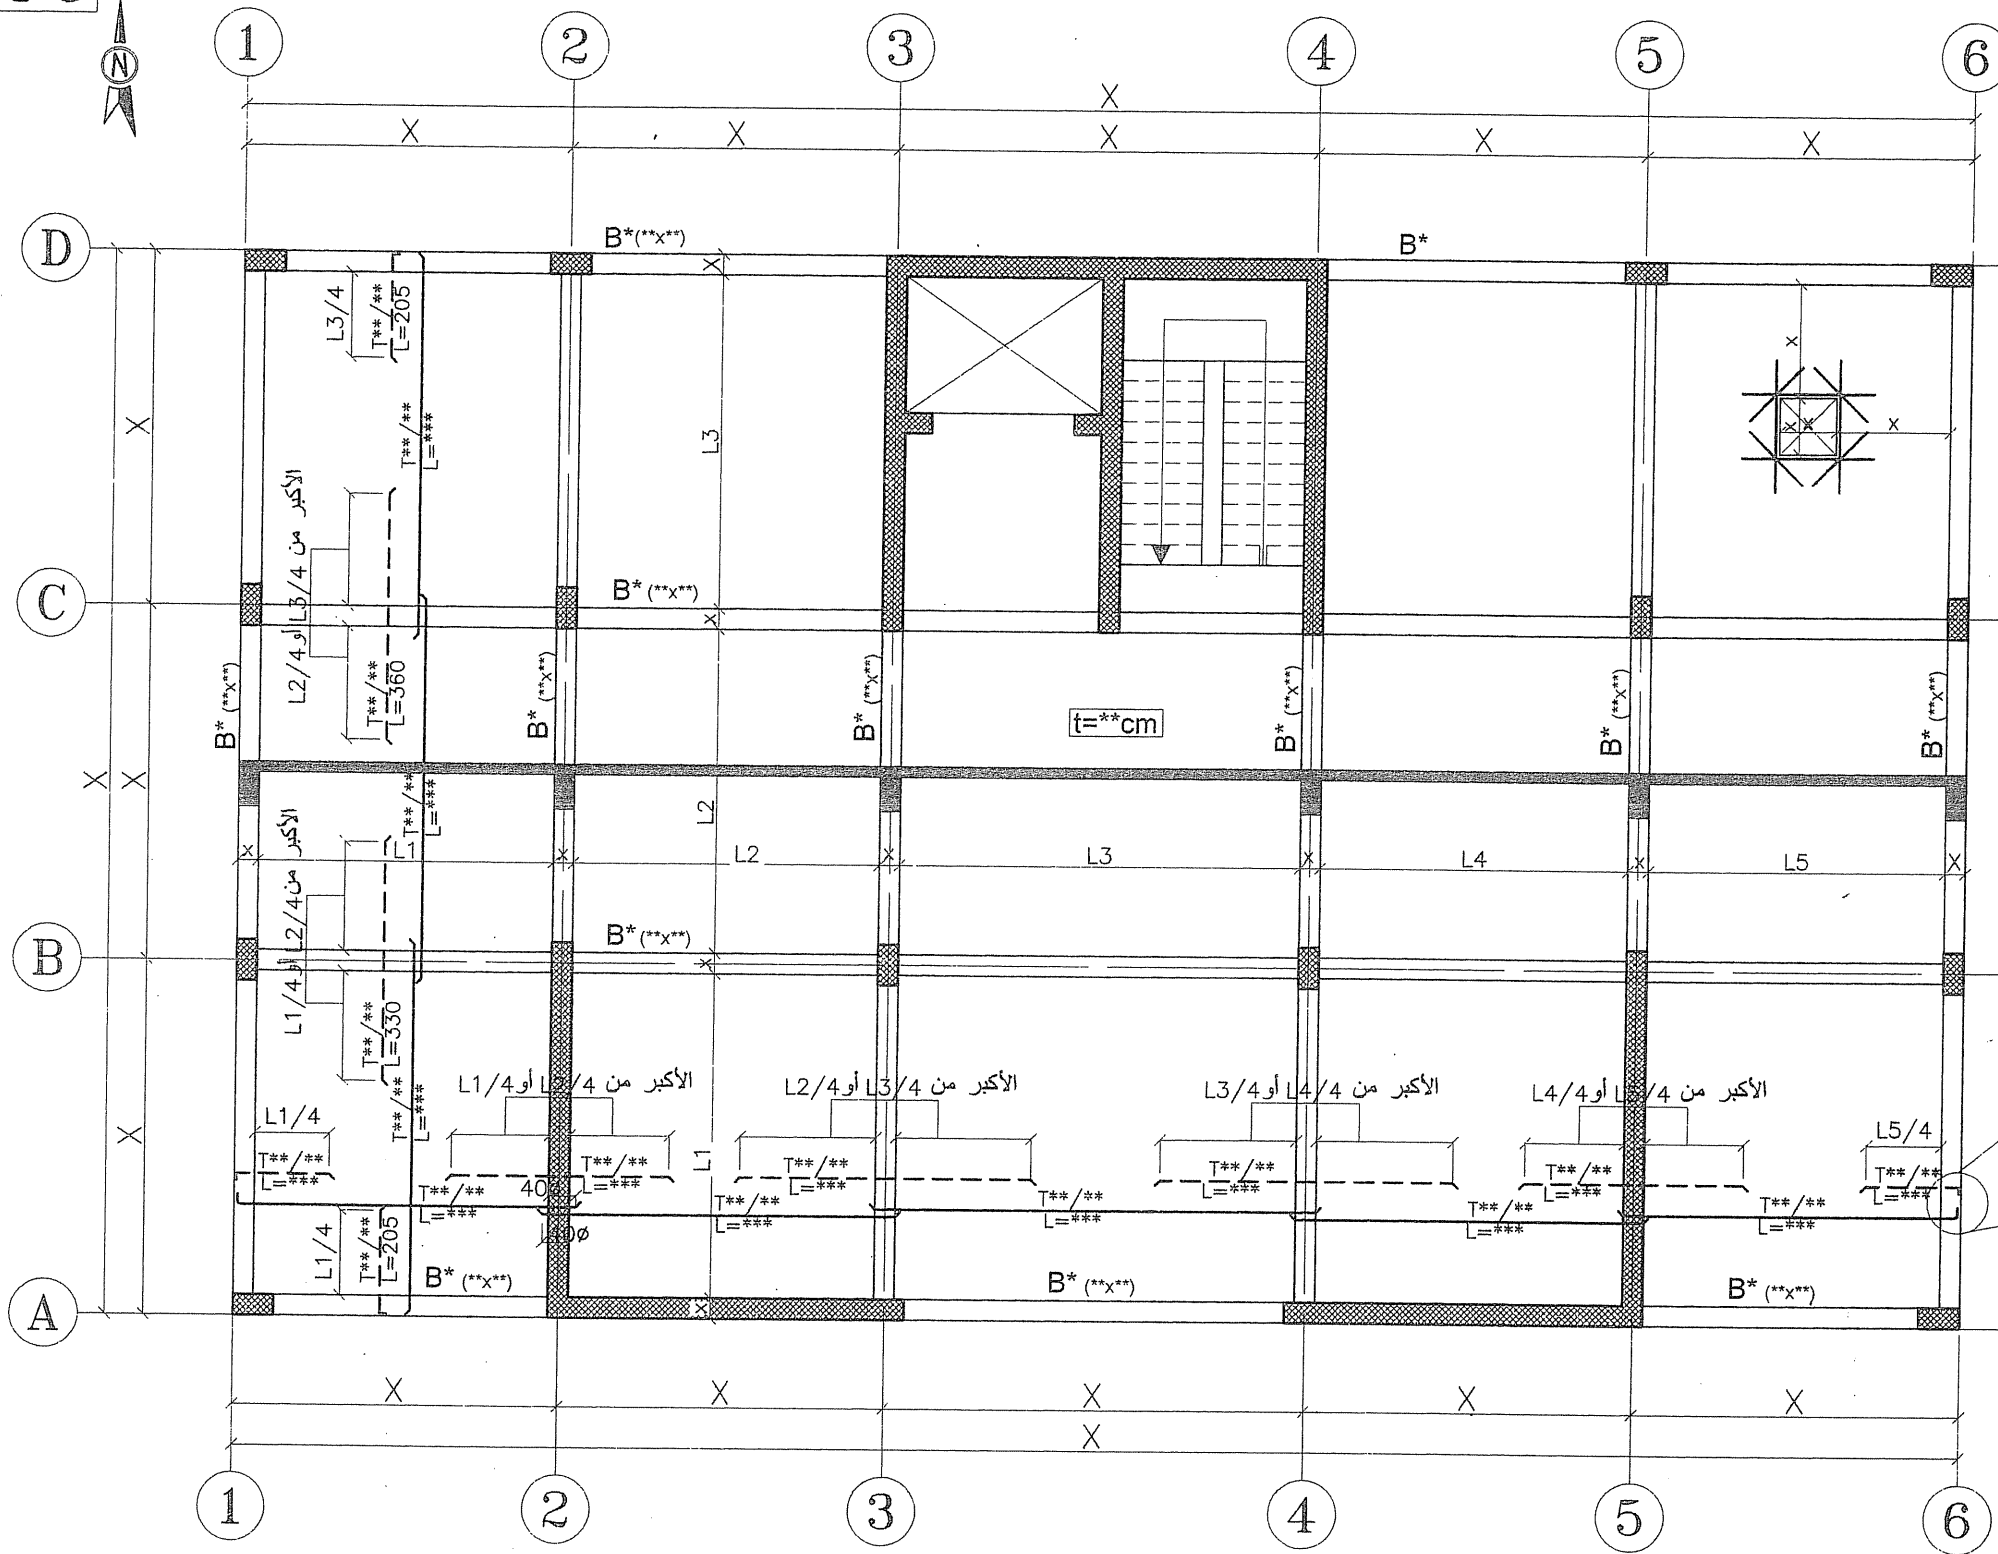 N
1 2 3 4 5 6
X
X X X X X
D
B*(**x**)
B*
X
L3/4
T**/**
L=205
T**/**
L=***
L3
x
x x x
X
الأكبر من L3/4 أو L2/4
C
B* (**x**)
x
T**/**
L=360
B* (**x**)
B* (**x**)
B* (**x**)
B* (**x**)
B* (**x**)
B* (**x**)
t=**cm
X X
T**/**
L=***
L2
الأكبر من L2/4 أو L1/4
x L1 x L2 x L3 x L4 x L5 X
B
B* (**x**)
x
T**/**
L=330
T**/**
L=***
X
الأكبر من L2/4 أو L1/4
الأكبر من L3/4 أو L2/4
الأكبر من L4/4 أو L3/4
الأكبر من L5/4 أو L4/4
L1/4
L5/4
L1
T**/** T**/** T**/** T**/** T**/** T**/**
L=*** L=*** L=*** L=*** L=*** L=***
40ø
T**/** T**/** T**/** T**/** T**/**
L=*** L=*** L=*** L=*** L=***
40ø
L1/4
T**/**
L=205
A
B* (**x**)
x
B* (**x**)
B* (**x**)
X X X X X
X
1 2 3 4 5 6